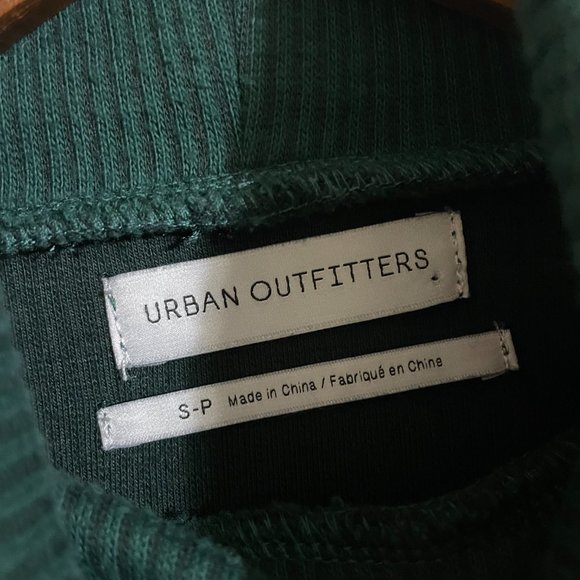 URBAN OUTFITTERS
S-P Made in China / Fabriqué en Chine